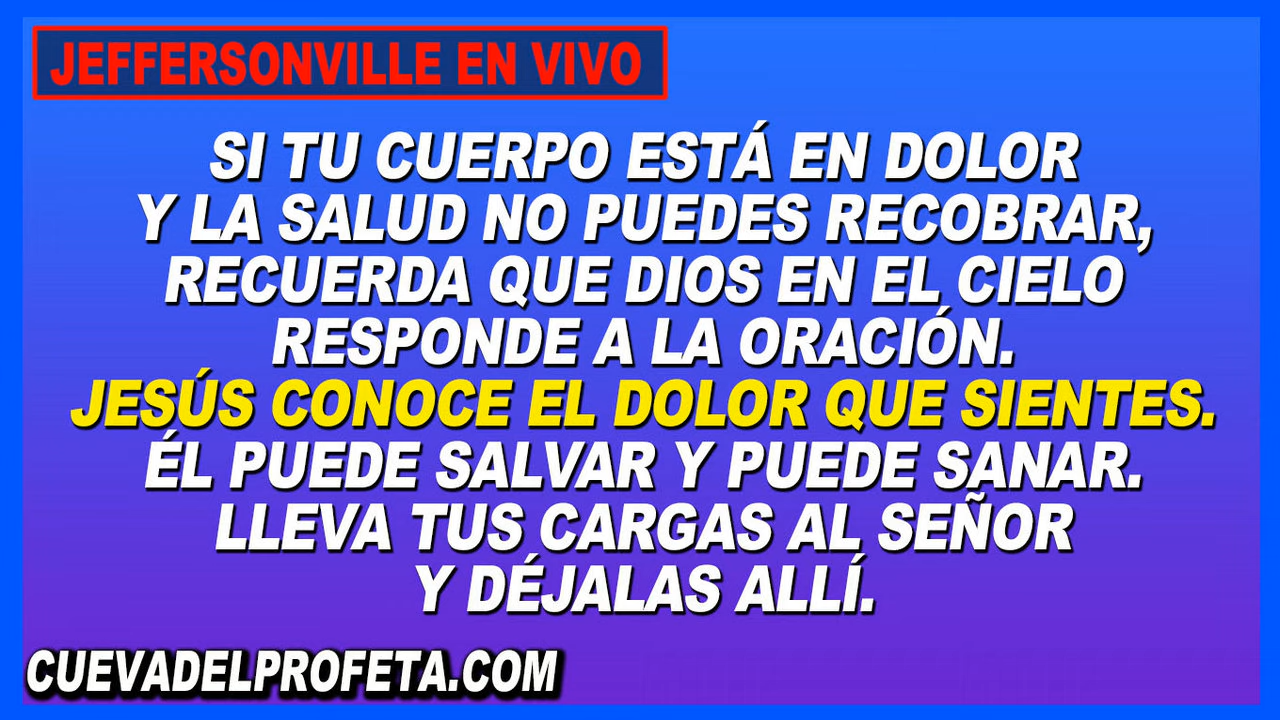 JEFFERSONVILLE EN VIVO
SI TU CUERPO ESTÁ EN DOLOR
Y LA SALUD NO PUEDES RECOBRAR,
RECUERDA QUE DIOS EN EL CIELO
RESPONDE A LA ORACIÓN.
JESÚS CONOCE EL DOLOR QUE SIENTES.
ÉL PUEDE SALVAR Y PUEDE SANAR.
LLEVA TUS CARGAS AL SEÑOR
Y DÉJALAS ALLÍ.
CUEVADELPROFETA.COM